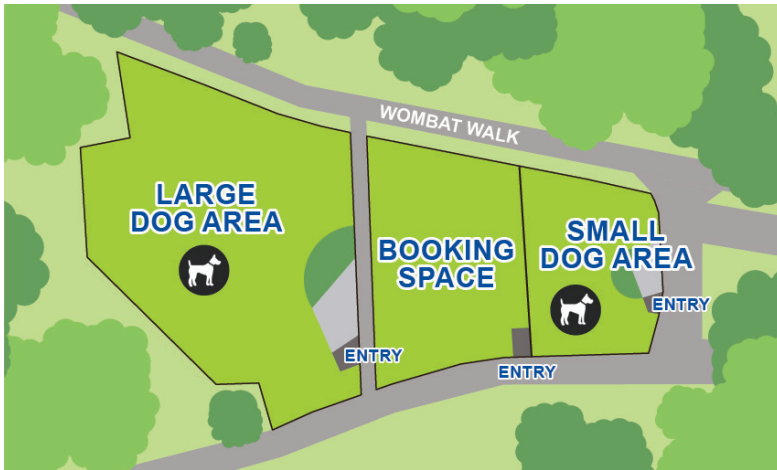 WOMBAT WALK
LARGE
DOG AREA
BOOKING
SPACE
SMALL
DOG AREA
ENTRY
ENTRY
ENTRY